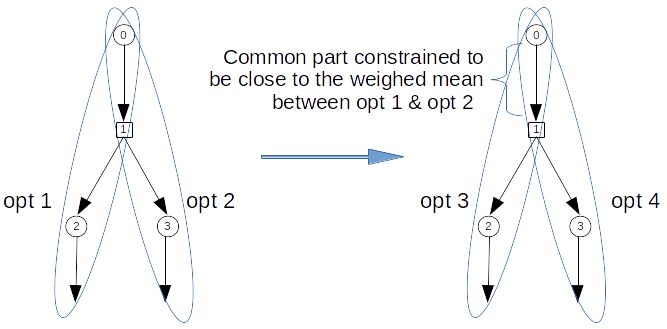 0
0
Common part constrained to
be close to the weighed mean
between opt 1 & opt 2
1
1
opt 1
opt 2
opt 3
opt 4
2
3
2
3